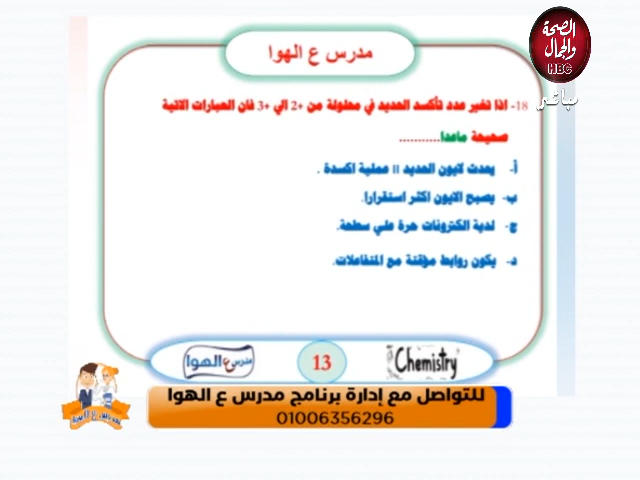 الصحة
والجمال
HBC
مباشر
مدرس ع الهوا
18- اذا تغير عدد تأكسد الحديد في محلولة من +2 الي +3 فان العبارات الاتية
صحيحة ماعدا...........
أ- يحدث لايون الحديد II عملية اكسدة .
ب- يصبح الايون اكثر استقرارا.
ج- لدية الكترونات حرة علي سطحة.
د- يكون روابط مؤقتة مع المتفاعلات.
مدرس ع الهوا
13
Chemistry
للتواصل مع إدارة برنامج مدرس ع الهوا
01006356296